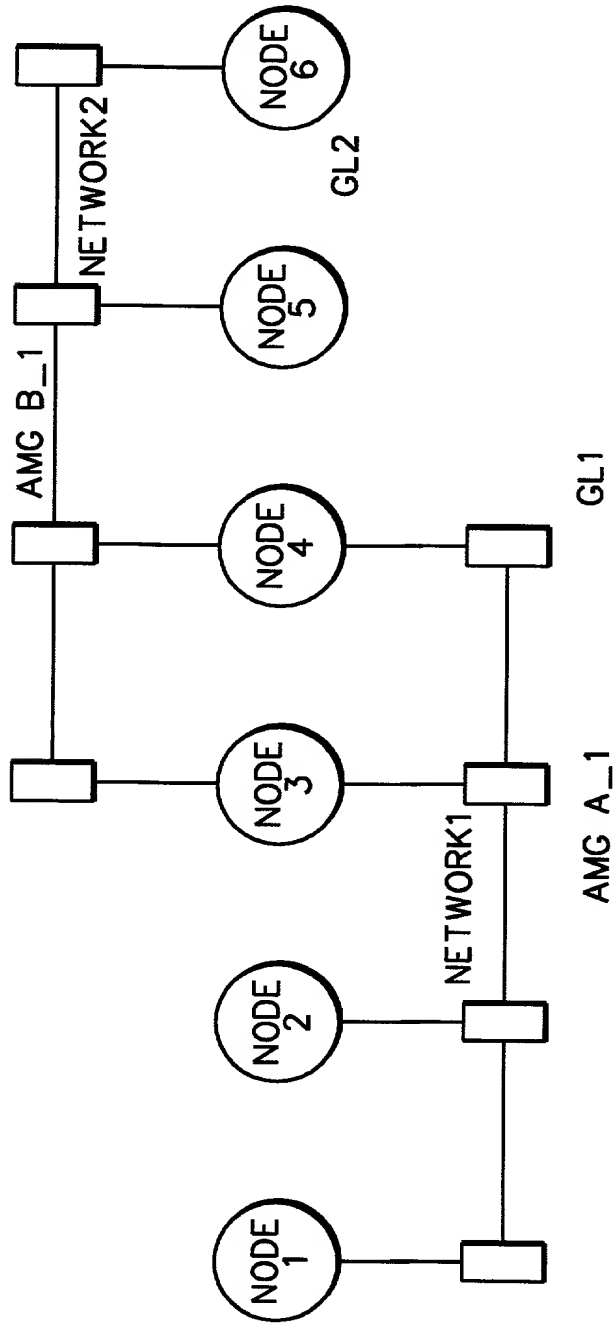 AMG B_1
NETWORK2
NODE
1
NODE
2
NODE
3
NODE
4
NODE
5
NODE
6
GL2
NETWORK1
AMG A_1
GL1